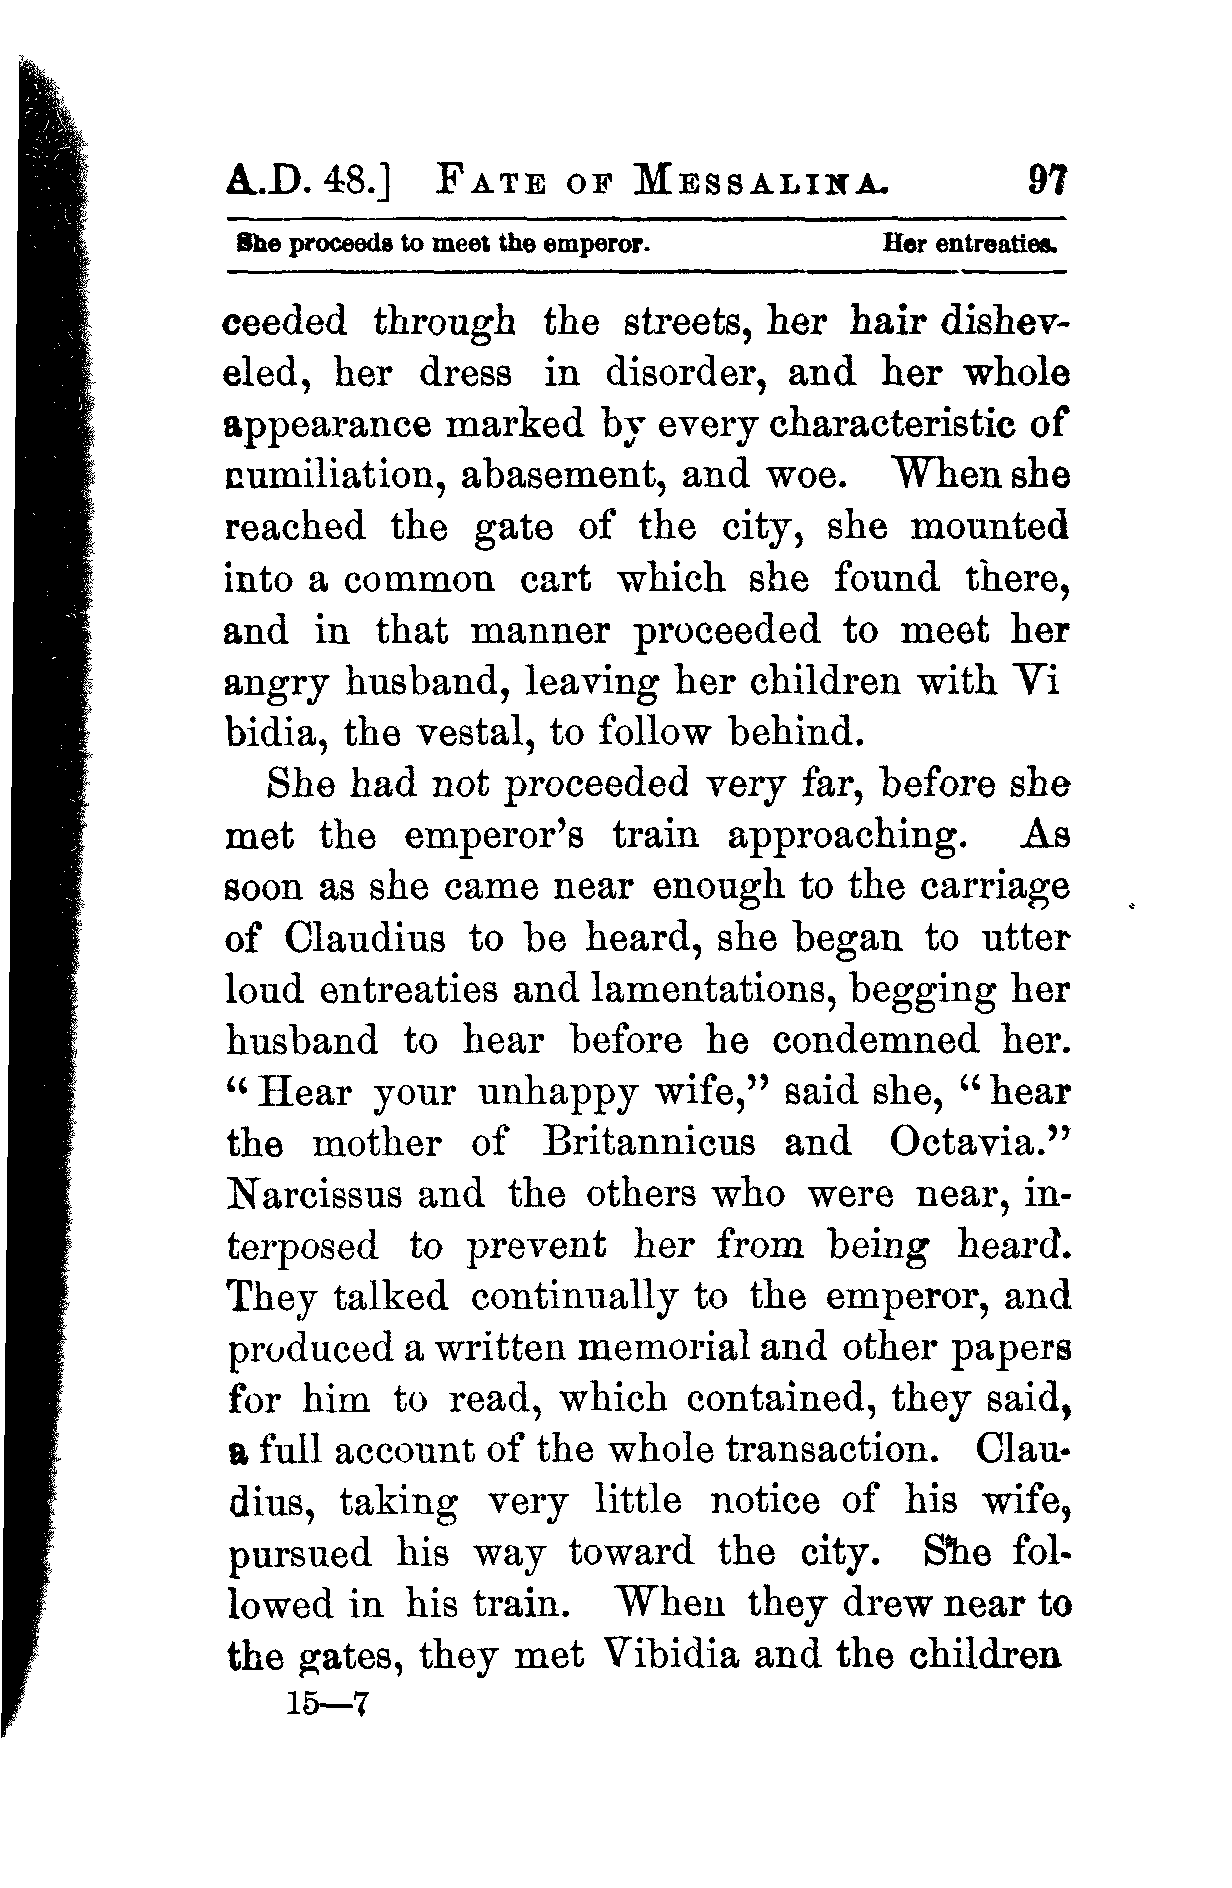 A.D. 48.] FATE OF MESSALINA. 97
She proceeds to meet the emperor. Her entreaties.
ceeded through the streets, her hair dishev-
eled, her dress in disorder, and her whole
appearance marked by every characteristic of
numiliation, abasement, and woe. When she
reached the gate of the city, she mounted
into a common cart which she found there,
and in that manner proceeded to meet her
angry husband, leaving her children with Vi
bidia, the vestal, to follow behind.
She had not proceeded very far, before she
met the emperor's train approaching. As
soon as she came near enough to the carriage
of Claudius to be heard, she began to utter
loud entreaties and lamentations, begging her
husband to hear before he condemned her.
"Hear your unhappy wife," said she, "hear
the mother of Britannicus and Octavia."
Narcissus and the others who were near, in-
terposed to prevent her from being heard.
They talked continually to the emperor, and
produced a written memorial and other papers
for him to read, which contained, they said,
a full account of the whole transaction. Clau-
dius, taking very little notice of his wife,
pursued his way toward the city. She fol-
lowed in his train. When they drew near to
the gates, they met Vibidia and the children
15—7